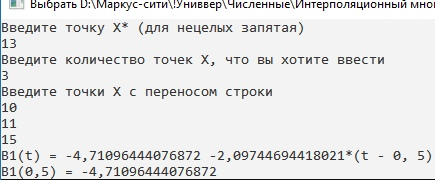 Выбрать D:\Маркус-сити\!Униввер\Численные\Интерполяционный мног
Введите точку X* (для нецелых запятая)
13
Введите количество точек X, что вы хотите ввести
3
Введите точки X с переносом строки
10
11
15
B1(t) = -4,71096444076872 -2,09744694418021*(t - 0, 5)
B1(0,5) = -4,71096444076872